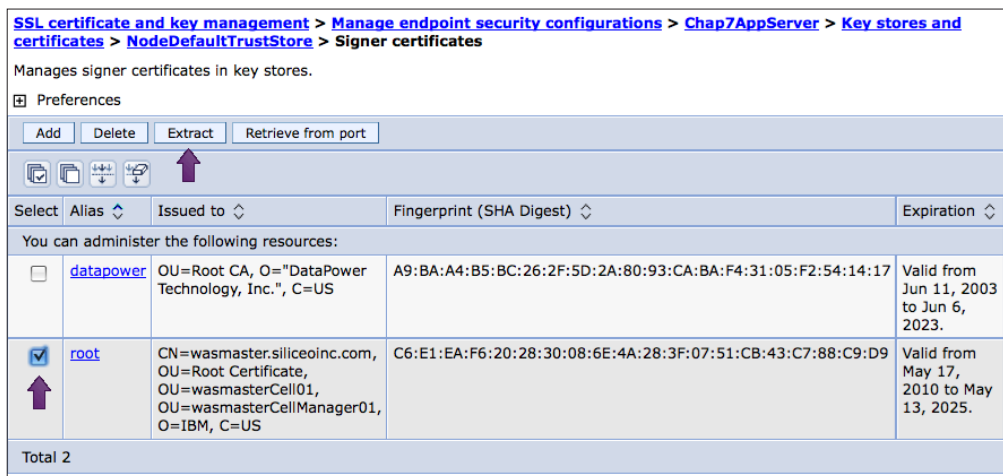 SSL certificate and key management > Manage endpoint security configurations > Chap7AppServer > Key stores and
certificates > NodeDefaultTrustStore > Signer certificates
Manages signer certificates in key stores.
Preferences
Add Delete Extract Retrieve from port
Select Alias Issued to Fingerprint (SHA Digest) Expiration
You can administer the following resources:
datapower OU=Root CA, O="DataPower A9:BA:A4:B5:BC:26:2F:5D:2A:80:93:CA:BA:F4:31:05:F2:54:14:17 Valid from
Technology, Inc.", C=US Jun 11, 2003
to Jun 6,
2023.
root CN=wasmaster.siliceoinc.com, C6:E1:EA:F6:20:28:30:08:6E:4A:28:3F:07:51:CB:43:C7:88:C9:D9 Valid from
OU=Root Certificate, May 17,
OU=wasmasterCell01, 2010 to May
OU=wasmasterCellManager01, 13, 2025.
O=IBM, C=US
Total 2